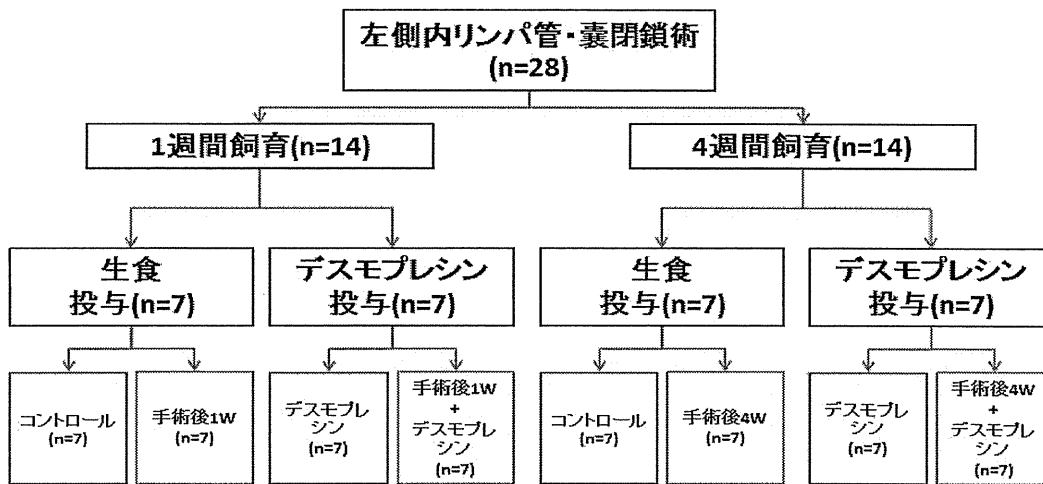 左側内リンパ管・嚢閉鎖術
(n=28)
1週間飼育(n=14)
4週間飼育(n=14)
生食
投与(n=7)
デスモプレシン
投与(n=7)
生食
投与(n=7)
デスモプレシン
投与(n=7)
コントロール
(n=7)
手術後1W
(n=7)
デスモプレ
シン
(n=7)
手術後1W
+
デスモプレ
シン
(n=7)
コントロール
(n=7)
手術後4W
(n=7)
デスモプレ
シン
(n=7)
手術後4W
+
デスモプレ
シン
(n=7)